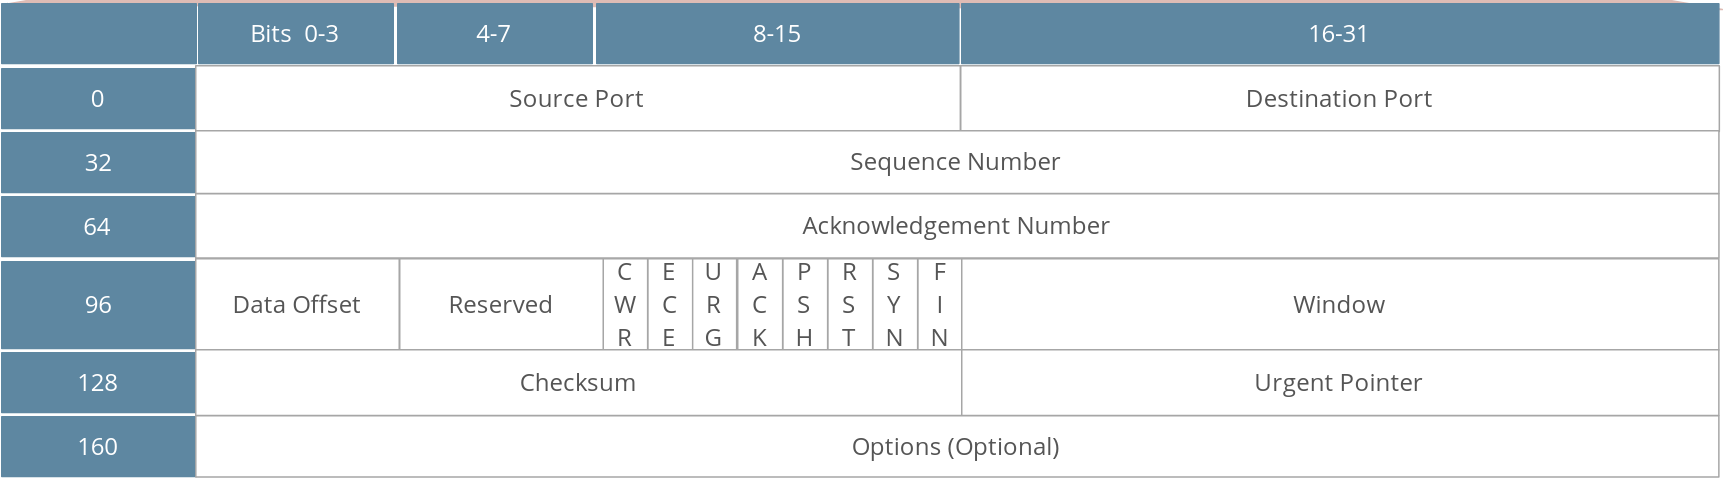 Bits 0-3 4-7 8-15 16-31
0 Source Port Destination Port
32 Sequence Number
64 Acknowledgement Number
96 Data Offset Reserved CWR ECE URG ACK PSH RST SYN FIN Window
128 Checksum Urgent Pointer
160 Options (Optional)